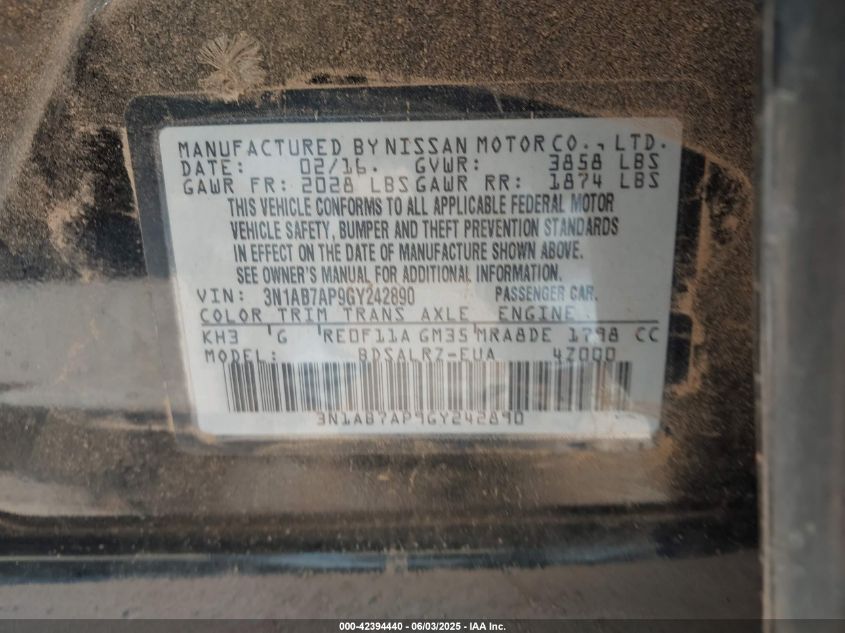 MANUFACTURED BY NISSAN MOTOR CO., LTD.
DATE: 02/16. GVWR: 3858 LBS
GAWR FR: 2028 LBS GAWR RR: 1874 LBS
THIS VEHICLE CONFORMS TO ALL APPLICABLE FEDERAL MOTOR
VEHICLE SAFETY, BUMPER AND THEFT PREVENTION STANDARDS
IN EFFECT ON THE DATE OF MANUFACTURE SHOWN ABOVE.
SEE OWNER'S MANUAL FOR ADDITIONAL INFORMATION.
VIN: 3N1AB7AP9GY242890 PASSENGER CAR.
COLOR TRIM TRANS AXLE ENGINE
KH3 G RE0F11A GM35 MRA8DE 1798 CC
MODEL: BDSALRZ-EUA 4Z000
3N1AB7AP9GY242890
000-42394440 | 06/03/2025 - IAA Inc.